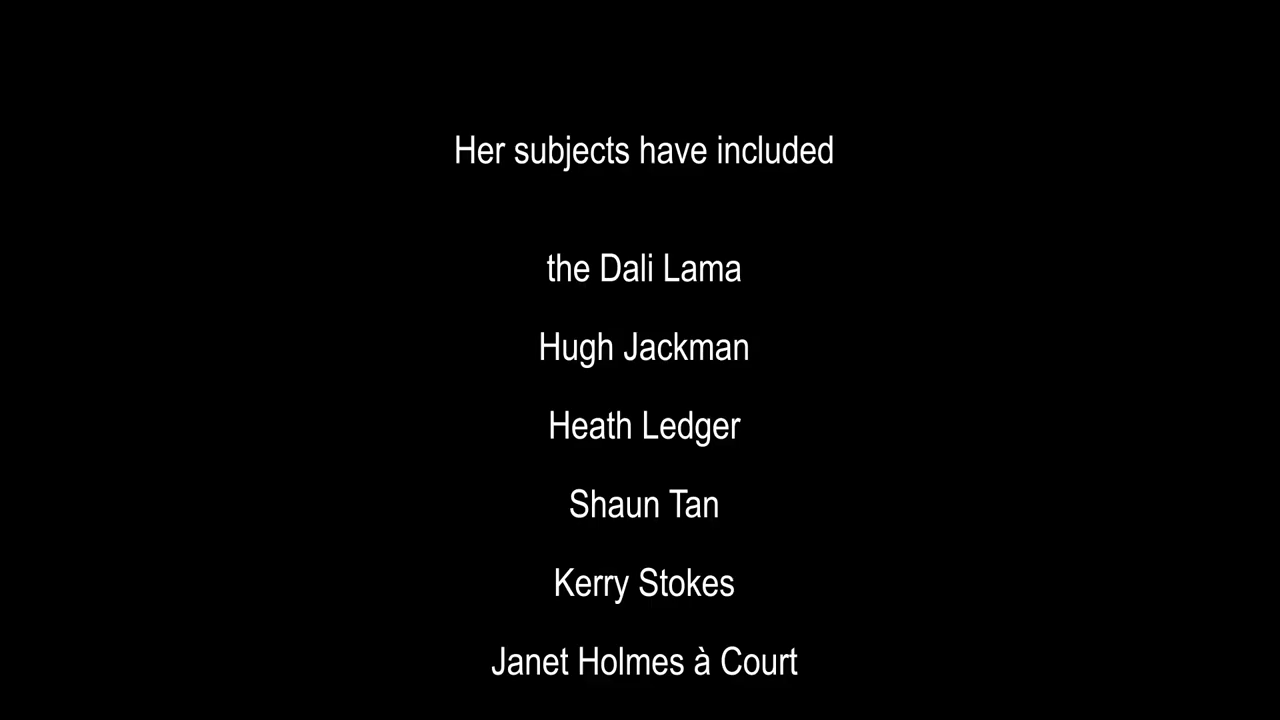 Her subjects have included
the Dali Lama
Hugh Jackman
Heath Ledger
Shaun Tan
Kerry Stokes
Janet Holmes à Court